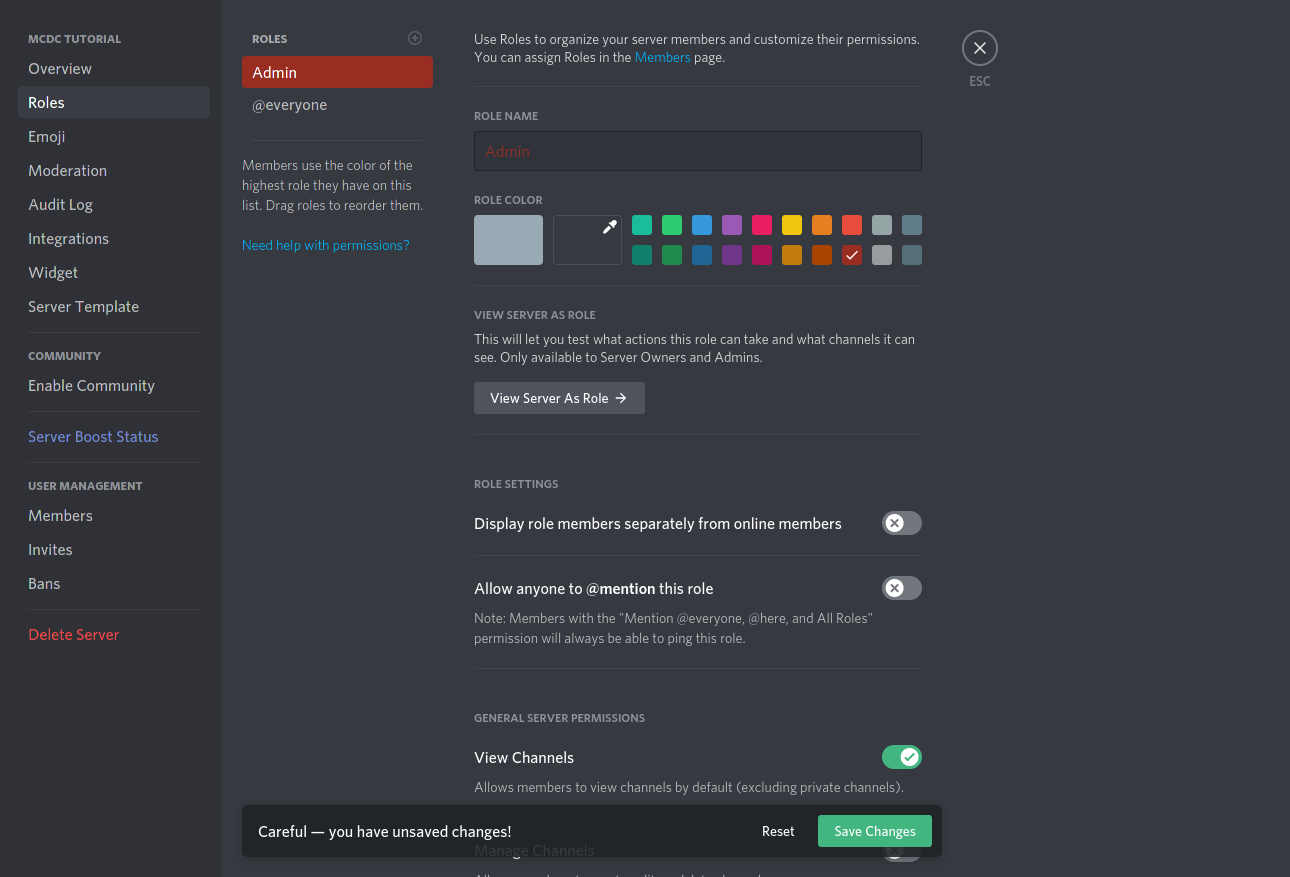 MCDC TUTORIAL
Overview
Roles
Emoji
Moderation
Audit Log
Integrations
Widget
Server Template
COMMUNITY
Enable Community
Server Boost Status
USER MANAGEMENT
Members
Invites
Bans
Delete Server
ROLES
Admin
@everyone
Members use the color of the
highest role they have on this
list. Drag roles to reorder them.
Need help with permissions?
Use Roles to organize your server members and customize their permissions.
You can assign Roles in the Members page.
ESC
ROLE NAME
Admin
ROLE COLOR
VIEW SERVER AS ROLE
This will let you test what actions this role can take and what channels it can
see. Only available to Server Owners and Admins.
View Server As Role →
ROLE SETTINGS
Display role members separately from online members
Allow anyone to @mention this role
Note: Members with the "Mention @everyone, @here, and All Roles"
permission will always be able to ping this role.
GENERAL SERVER PERMISSIONS
View Channels
Allows members to view channels by default (excluding private channels).
Careful — you have unsaved changes!
Reset
Save Changes
Manage Channels